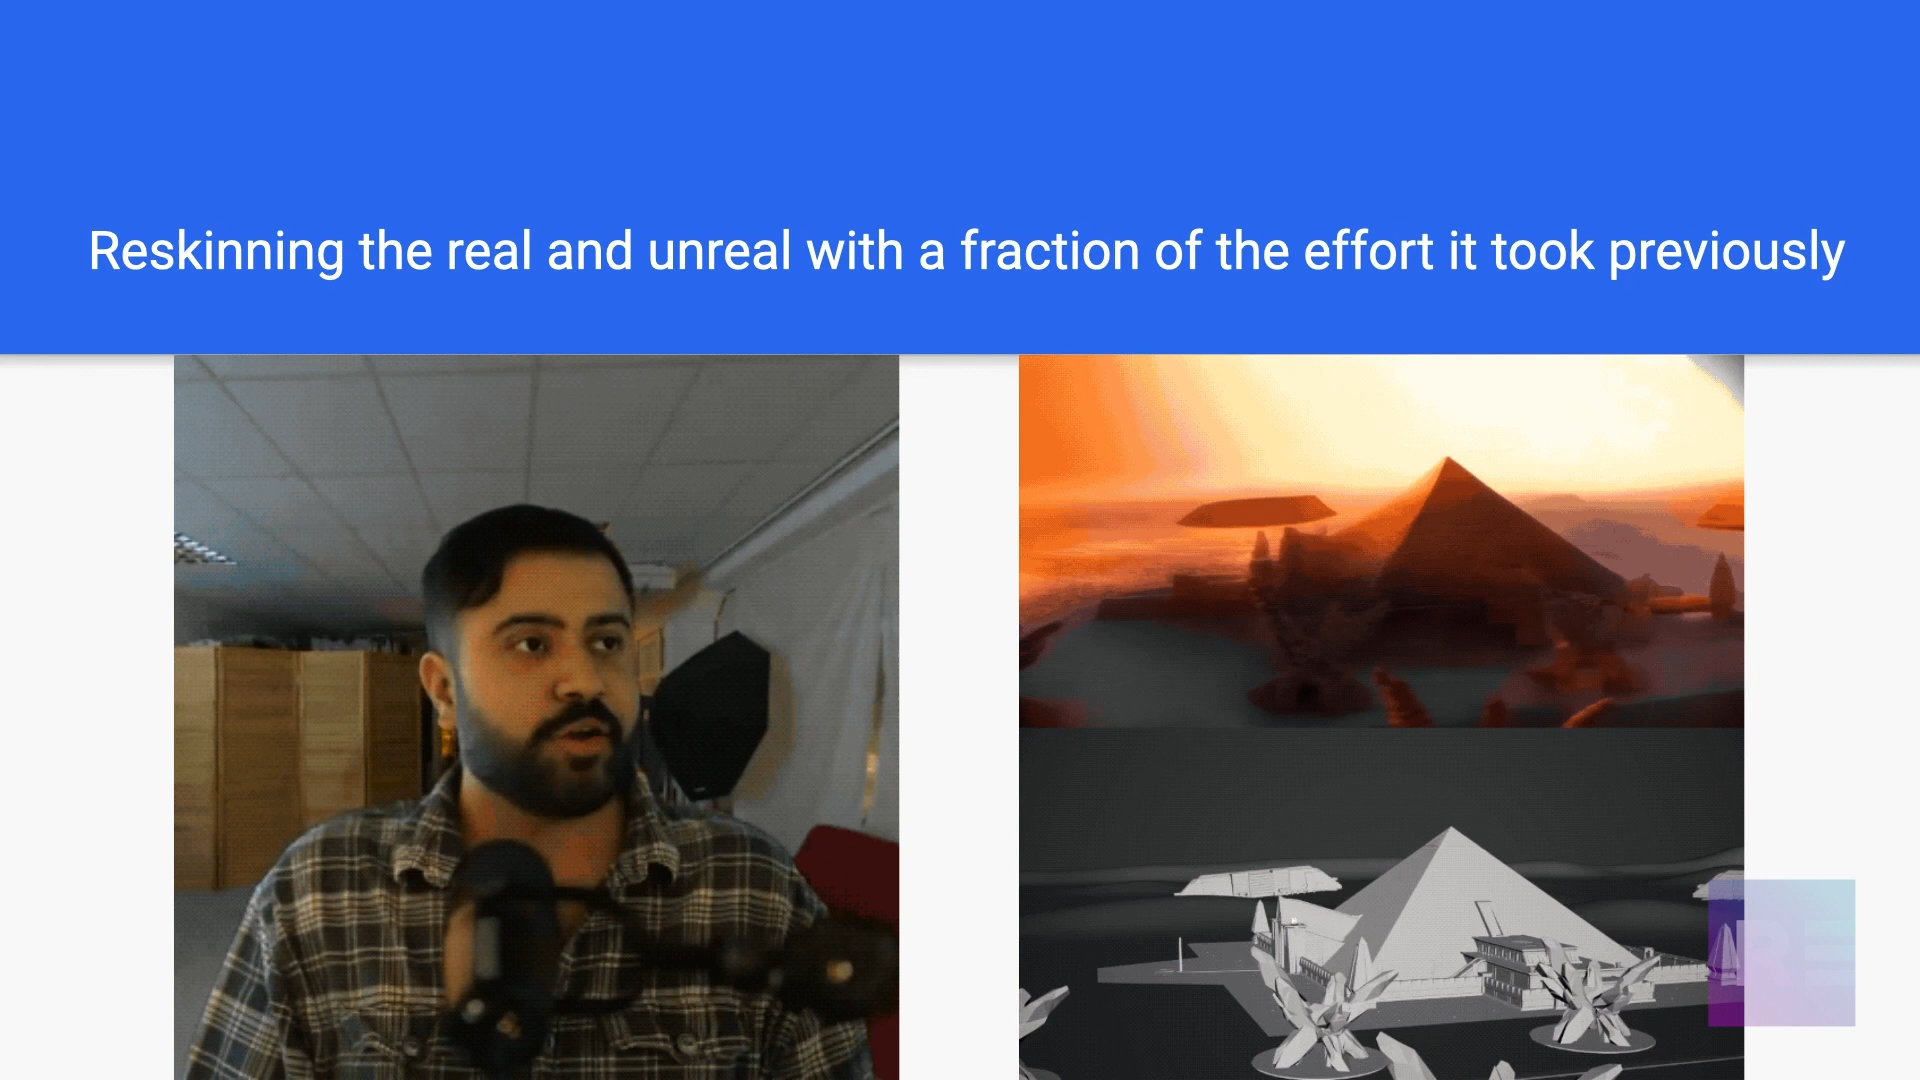 Reskinning the real and unreal with a fraction of the effort it took previously